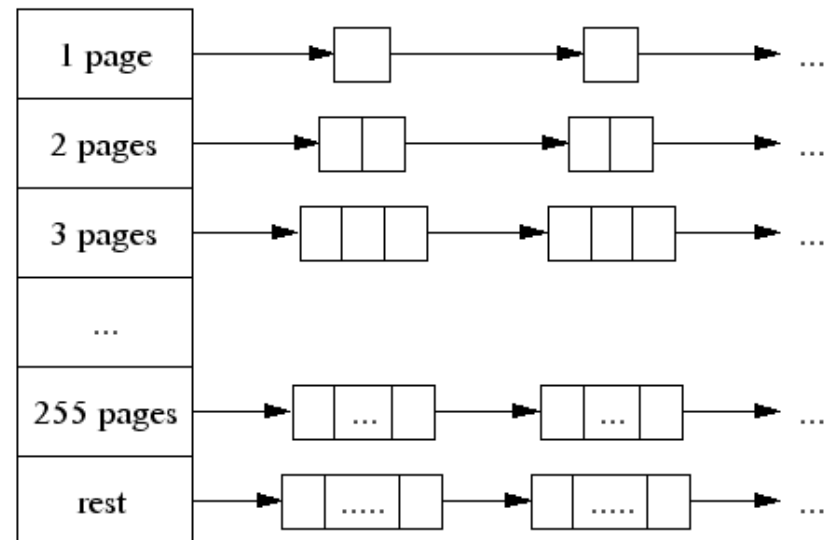 1 page ...
2 pages ...
3 pages ...
...
255 pages ... ... ...
rest ..... ..... ...